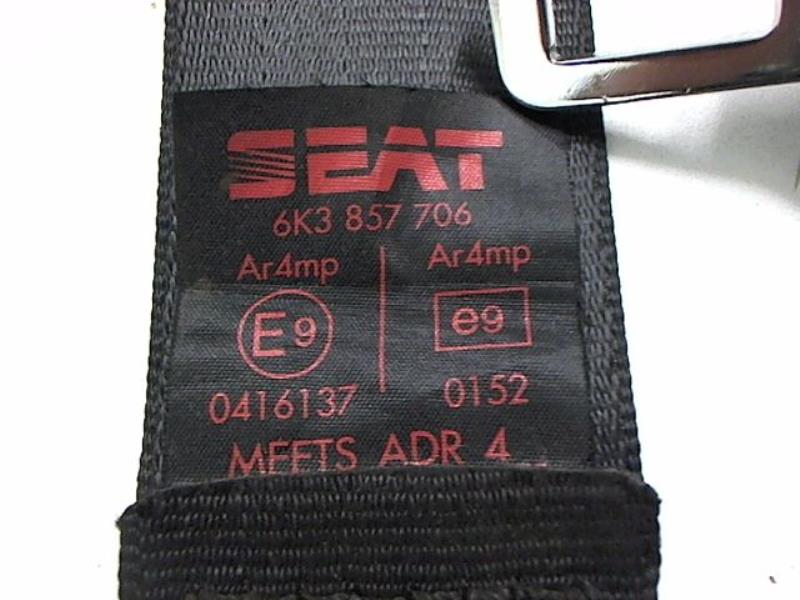 SEAT
6K3 857 706
Ar4mp Ar4mp
E9 e9
0416137 0152
MEETS ADR 4